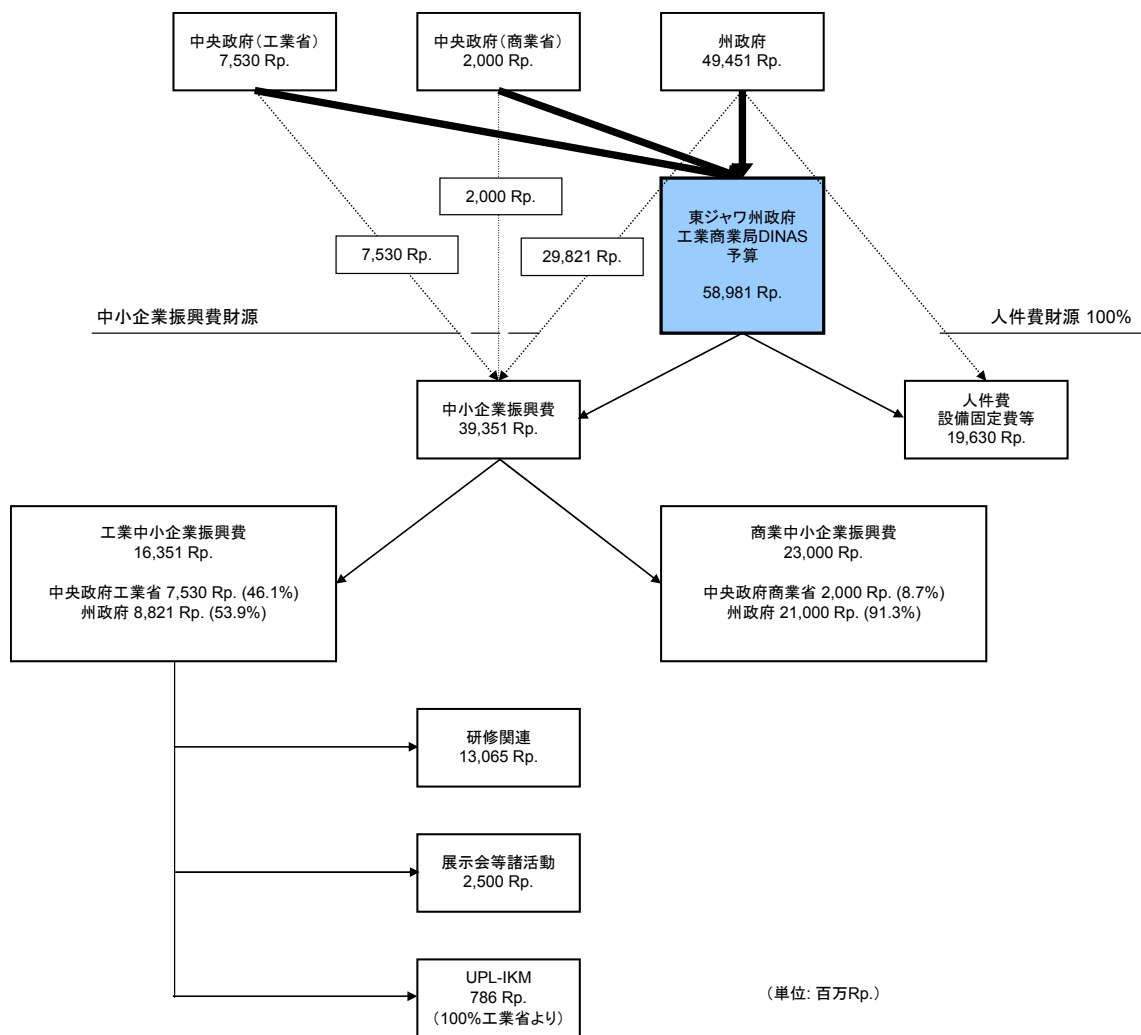 中央政府（工業省）
7,530 Rp.
中央政府（商業省）
2,000 Rp.
州政府
49,451 Rp.
2,000 Rp.
7,530 Rp.
29,821 Rp.
東ジャワ州政府
工業商業局DINAS
予算
58,981 Rp.
中小企業振興費財源
人件費財源 100%
中小企業振興費
39,351 Rp.
人件費
設備固定費等
19,630 Rp.
工業中小企業振興費
16,351 Rp.
中央政府工業省 7,530 Rp. (46.1%)
州政府 8,821 Rp. (53.9%)
商業中小企業振興費
23,000 Rp.
中央政府商業省 2,000 Rp. (8.7%)
州政府 21,000 Rp. (91.3%)
研修関連
13,065 Rp.
展示会等諸活動
2,500 Rp.
UPL-IKM
786 Rp.
（100%工業省より）
（単位: 百万Rp.）